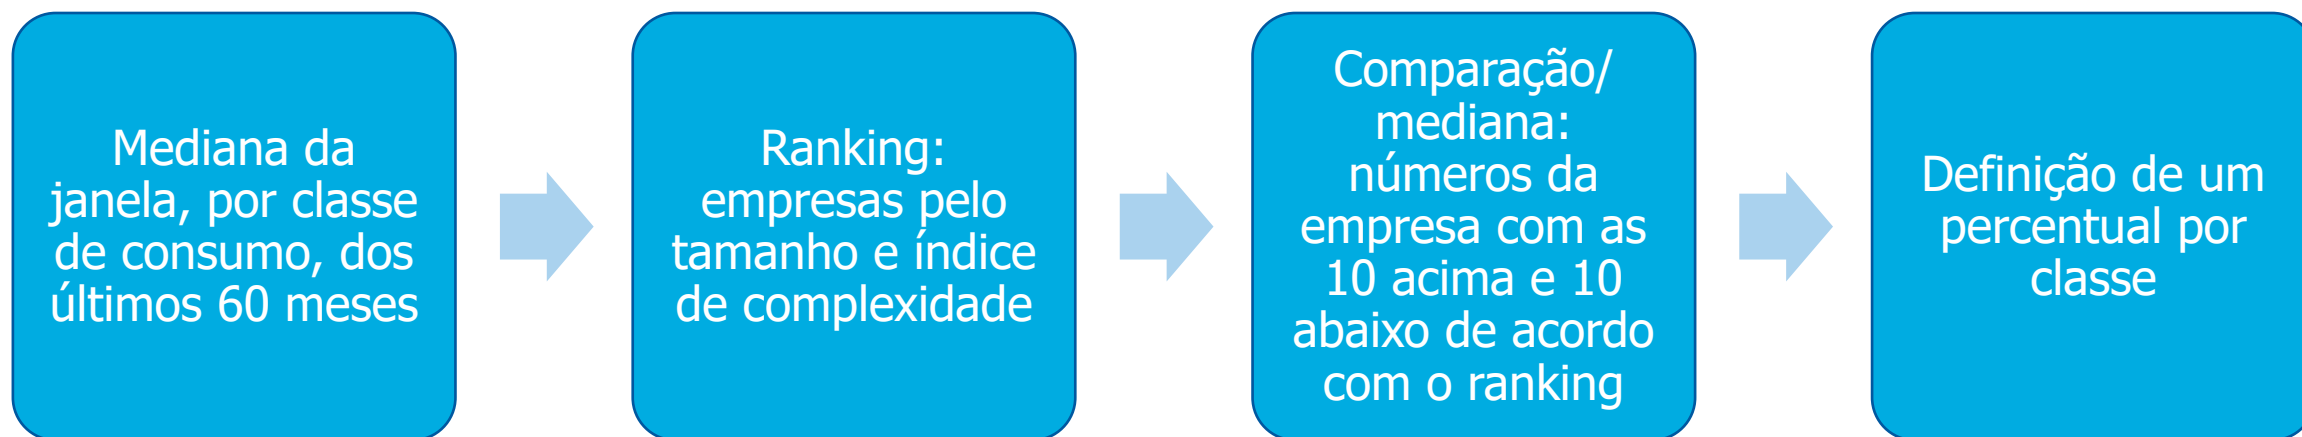 Mediana da
janela, por classe
de consumo, dos
últimos 60 meses
Ranking:
empresas pelo
tamanho e índice
de complexidade
Comparação/
mediana:
números da
empresa com as
10 acima e 10
abaixo de acordo
com o ranking
Definição de um
percentual por
classe